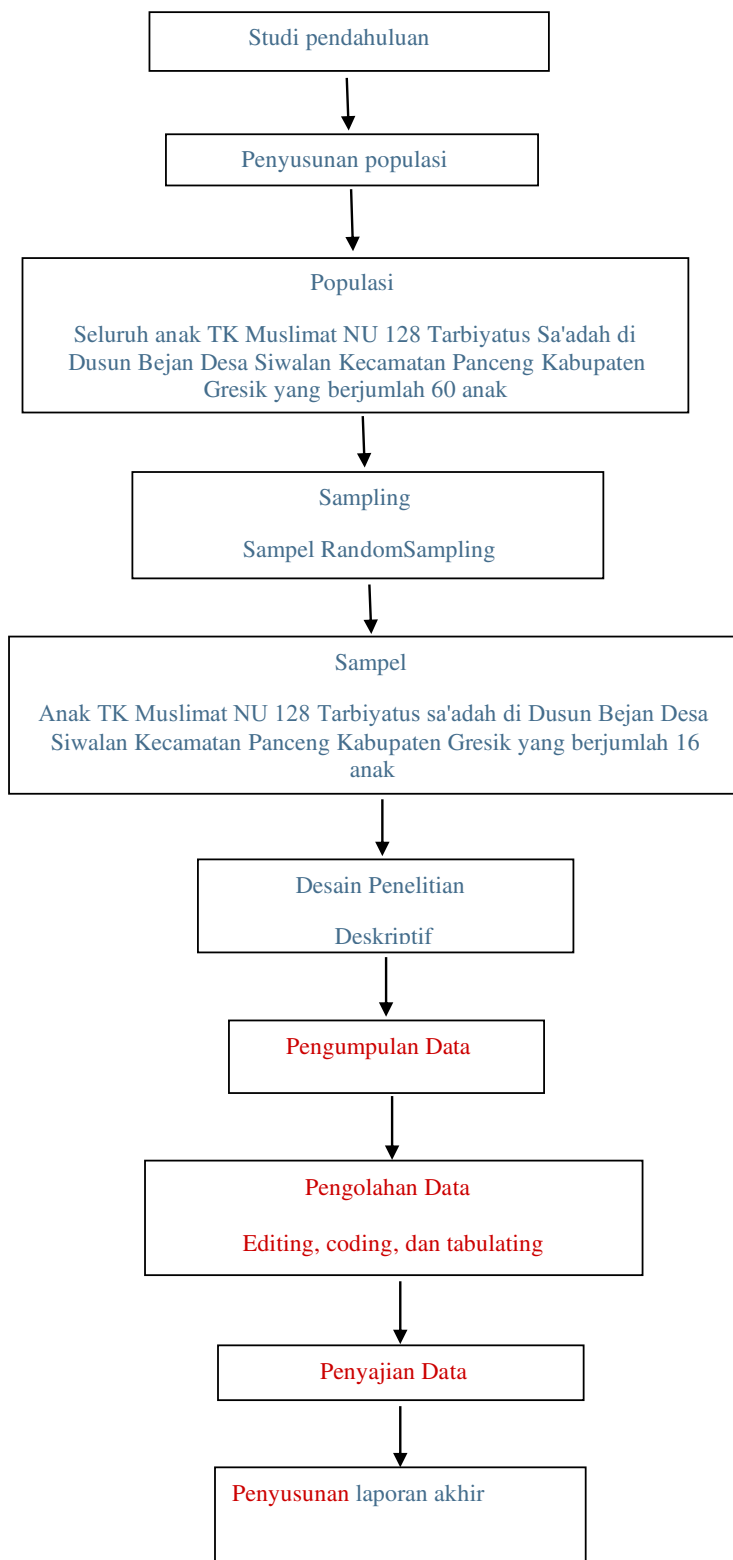 Studi pendahuluan
Penyusunan populasi
Populasi
Seluruh anak TK Muslimat NU 128 Tarbiyatus Sa'adah di
Dusun Bejan Desa Siwalan Kecamatan Panceng Kabupaten
Gresik yang berjumlah 60 anak
Sampling
Sampel RandomSampling
Sampel
Anak TK Muslimat NU 128 Tarbiyatus sa'adah di Dusun Bejan Desa
Siwalan Kecamatan Panceng Kabupaten Gresik yang berjumlah 16
anak
Desain Penelitian
Deskriptif
Pengumpulan Data
Pengolahan Data
Editing, coding, dan tabulating
Penyajian Data
Penyusunan laporan akhir